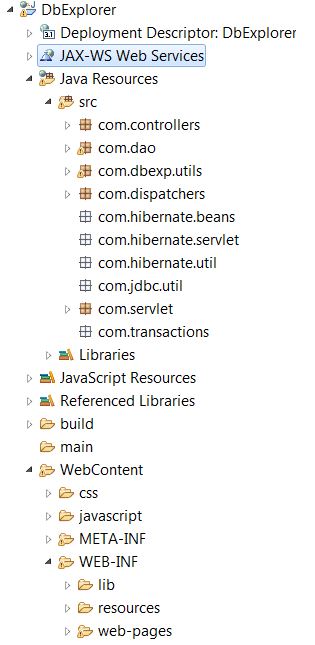 DbExplorer
Deployment Descriptor: DbExplorer
JAX-WS Web Services
Java Resources
src
com.controllers
com.dao
com.dbexp.utils
com.dispatchers
com.hibernate.beans
com.hibernate.servlet
com.hibernate.util
com.jdbc.util
com.servlet
com.transactions
Libraries
JavaScript Resources
Referenced Libraries
build
main
WebContent
css
javascript
META-INF
WEB-INF
lib
resources
web-pages